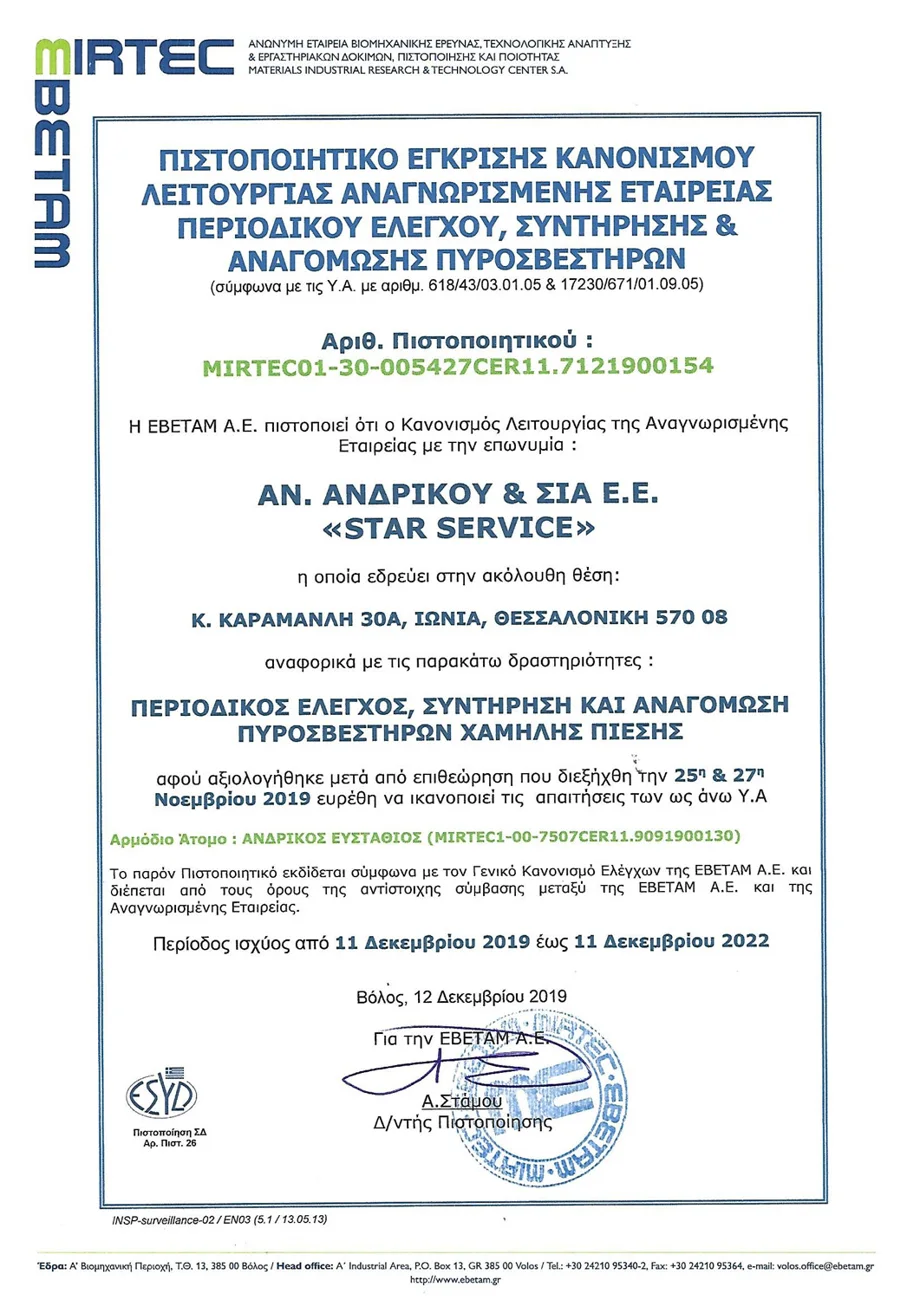 MIRTEC
EBETAM
ΑΝΩΝΥΜΗ ΕΤΑΙΡΕΙΑ ΒΙΟΜΗΧΑΝΙΚΗΣ ΕΡΕΥΝΑΣ, ΤΕΧΝΟΛΟΓΙΚΗΣ ΑΝΑΠΤΥΞΗΣ
& ΕΡΓΑΣΤΗΡΙΑΚΩΝ ΔΟΚΙΜΩΝ, ΠΙΣΤΟΠΟΙΗΣΗΣ ΚΑΙ ΠΟΙΟΤΗΤΑΣ
MATERIALS INDUSTRIAL RESEARCH & TECHNOLOGY CENTER S.A.
ΠΙΣΤΟΠΟΙΗΤΙΚΟ ΕΓΚΡΙΣΗΣ ΚΑΝΟΝΙΣΜΟΥ
ΛΕΙΤΟΥΡΓΙΑΣ ΑΝΑΓΝΩΡΙΣΜΕΝΗΣ ΕΤΑΙΡΕΙΑΣ
ΠΕΡΙΟΔΙΚΟΥ ΕΛΕΓΧΟΥ, ΣΥΝΤΗΡΗΣΗΣ &
ΑΝΑΓΟΜΩΣΗΣ ΠΥΡΟΣΒΕΣΤΗΡΩΝ
(σύμφωνα με τις Υ.Α. με αριθμ. 618/43/03.01.05 & 17230/671/01.09.05)
Αριθ. Πιστοποιητικού :
MIRTEC01-30-005427CER11.7121900154
Η ΕΒΕΤΑΜ Α.Ε. πιστοποιεί ότι ο Κανονισμός Λειτουργίας της Αναγνωρισμένης
Εταιρείας με την επωνυμία :
ΑΝ. ΑΝΔΡΙΚΟΥ & ΣΙΑ Ε.Ε.
«STAR SERVICE»
η οποία εδρεύει στην ακόλουθη θέση:
Κ. ΚΑΡΑΜΑΝΛΗ 30Α, ΙΩΝΙΑ, ΘΕΣΣΑΛΟΝΙΚΗ 570 08
αναφορικά με τις παρακάτω δραστηριότητες :
ΠΕΡΙΟΔΙΚΟΣ ΕΛΕΓΧΟΣ, ΣΥΝΤΗΡΗΣΗ ΚΑΙ ΑΝΑΓΟΜΩΣΗ
ΠΥΡΟΣΒΕΣΤΗΡΩΝ ΧΑΜΗΛΗΣ ΠΙΕΣΗΣ
αφού αξιολογήθηκε μετά από επιθεώρηση που διεξήχθη την 25η & 27η
Νοεμβρίου 2019 ευρέθη να ικανοποιεί τις απαιτήσεις των ως άνω Υ.Α
Αρμόδιο Άτομο : ΑΝΔΡΙΚΟΣ ΕΥΣΤΑΘΙΟΣ (MIRTEC1-00-7507CER11.9091900130)
Το παρόν Πιστοποιητικό εκδίδεται σύμφωνα με τον Γενικό Κανονισμό Ελέγχων της ΕΒΕΤΑΜ Α.Ε. και
διέπεται από τους όρους της αντίστοιχης σύμβασης μεταξύ της ΕΒΕΤΑΜ Α.Ε. και της
Αναγνωρισμένης Εταιρείας.
Περίοδος ισχύος από 11 Δεκεμβρίου 2019 έως 11 Δεκεμβρίου 2022
Βόλος, 12 Δεκεμβρίου 2019
Για την ΕΒΕΤΑΜ Α.Ε.
Α.Στάμου
Δ/ντής Πιστοποίησης
MIRTEC · EBETAM · MIRTEC
ESYD
Πιστοποίηση ΣΔ
Αρ. Πιστ. 26
INSP-surveillance-02 / EN03 (5.1 / 13.05.13)
Έδρα: Α' Βιομηχανική Περιοχή, Τ.Θ. 13, 385 00 Βόλος / Head office: A' Industrial Area, P.O. Box 13, GR 385 00 Volos / Tel.: +30 24210 95340-2, Fax: +30 24210 95364, e-mail: volos.office@ebetam.gr
http://www.ebetam.gr